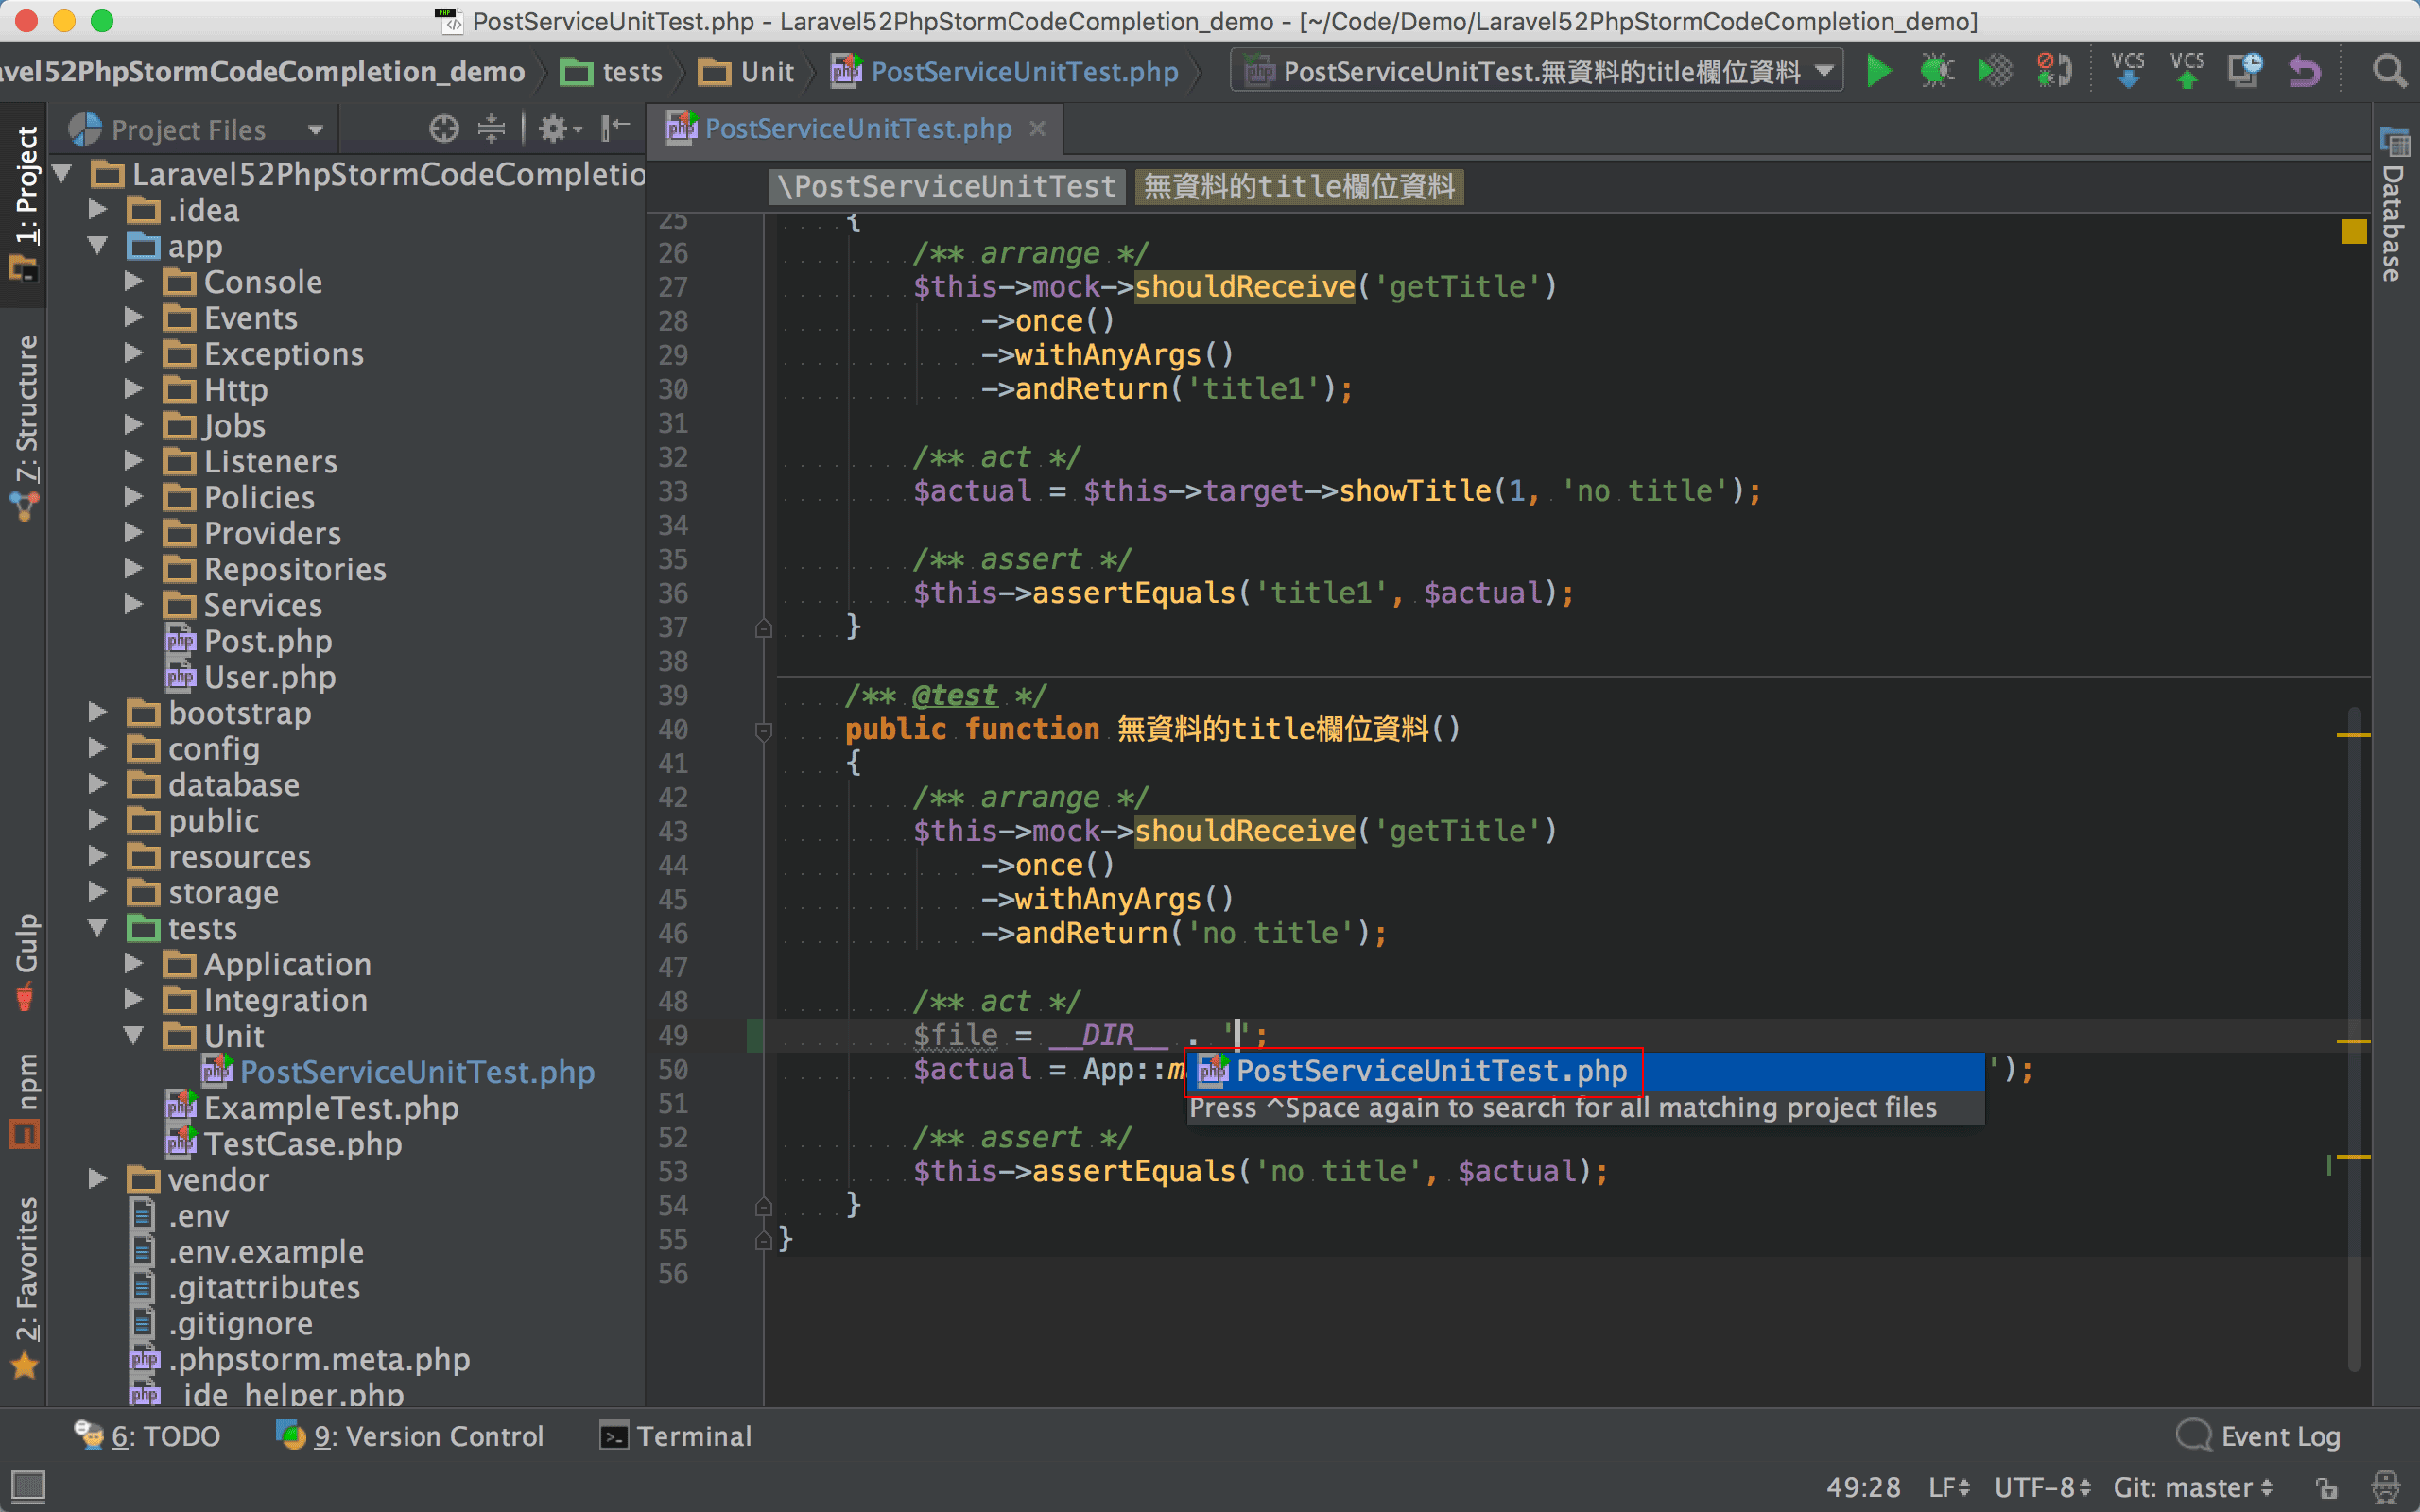 PostServiceUnitTest.php - Laravel52PhpStormCodeCompletion_demo - [~/Code/Demo/Laravel52PhpStormCodeCompletion_demo]
avel52PhpStormCodeCompletion_demo tests Unit PostServiceUnitTest.php PostServiceUnitTest.無資料的title欄位資料 VCS VCS
Project Files
PostServiceUnitTest.php
\PostServiceUnitTest 無資料的title欄位資料
1: Project
Z: Structure
Gulp
npm
2: Favorites
Laravel52PhpStormCodeCompletio
.idea
app
Console
Events
Exceptions
Http
Jobs
Listeners
Policies
Providers
Repositories
Services
Post.php
User.php
bootstrap
config
database
public
resources
storage
tests
Application
Integration
Unit
PostServiceUnitTest.php
ExampleTest.php
TestCase.php
vendor
.env
.env.example
.gitattributes
.gitignore
.phpstorm.meta.php
_ide_helper.php
25 {
26 /** arrange */
27 $this->mock->shouldReceive('getTitle')
28 ->once()
29 ->withAnyArgs()
30 ->andReturn('title1');
31
32 /** act */
33 $actual = $this->target->showTitle(1, 'no title');
34
35 /** assert */
36 $this->assertEquals('title1', $actual);
37 }
38
39 /** @test */
40 public function 無資料的title欄位資料()
41 {
42 /** arrange */
43 $this->mock->shouldReceive('getTitle')
44 ->once()
45 ->withAnyArgs()
46 ->andReturn('no title');
47
48 /** act */
49 $file = __DIR__ . '';
50 $actual = App::m ');
PostServiceUnitTest.php
Press ^Space again to search for all matching project files
51
52 /** assert */
53 $this->assertEquals('no title', $actual);
54 }
55 }
56
Database
6: TODO 9: Version Control Terminal Event Log
49:28 LF UTF-8 Git: master